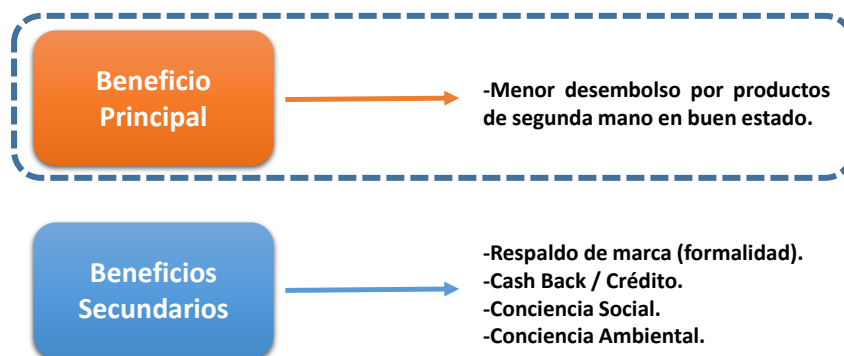 Beneficio
Principal
-Menor desembolso por productos
de segunda mano en buen estado.
Beneficios
Secundarios
-Respaldo de marca (formalidad).
-Cash Back / Crédito.
-Conciencia Social.
-Conciencia Ambiental.